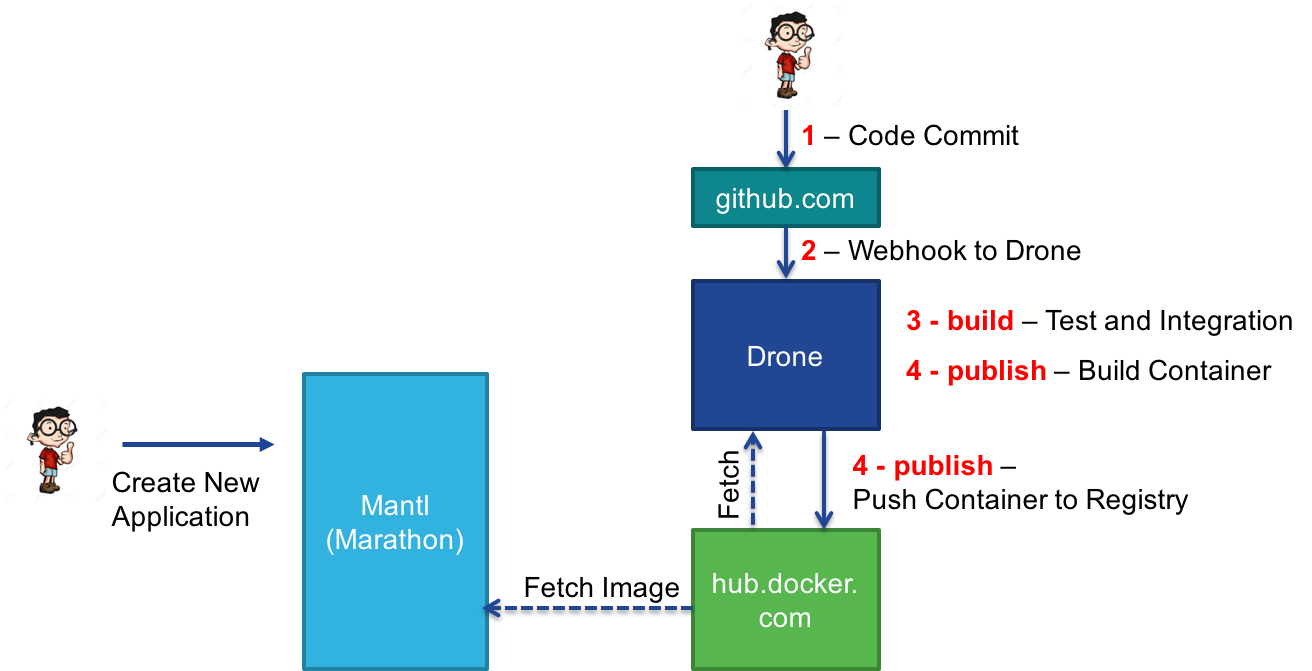 1 – Code Commit
github.com
2 – Webhook to Drone
Drone
3 - build – Test and Integration
4 - publish – Build Container
Create New
Application
Mantl
(Marathon)
Fetch
4 - publish –
Push Container to Registry
Fetch Image
hub.docker.
com